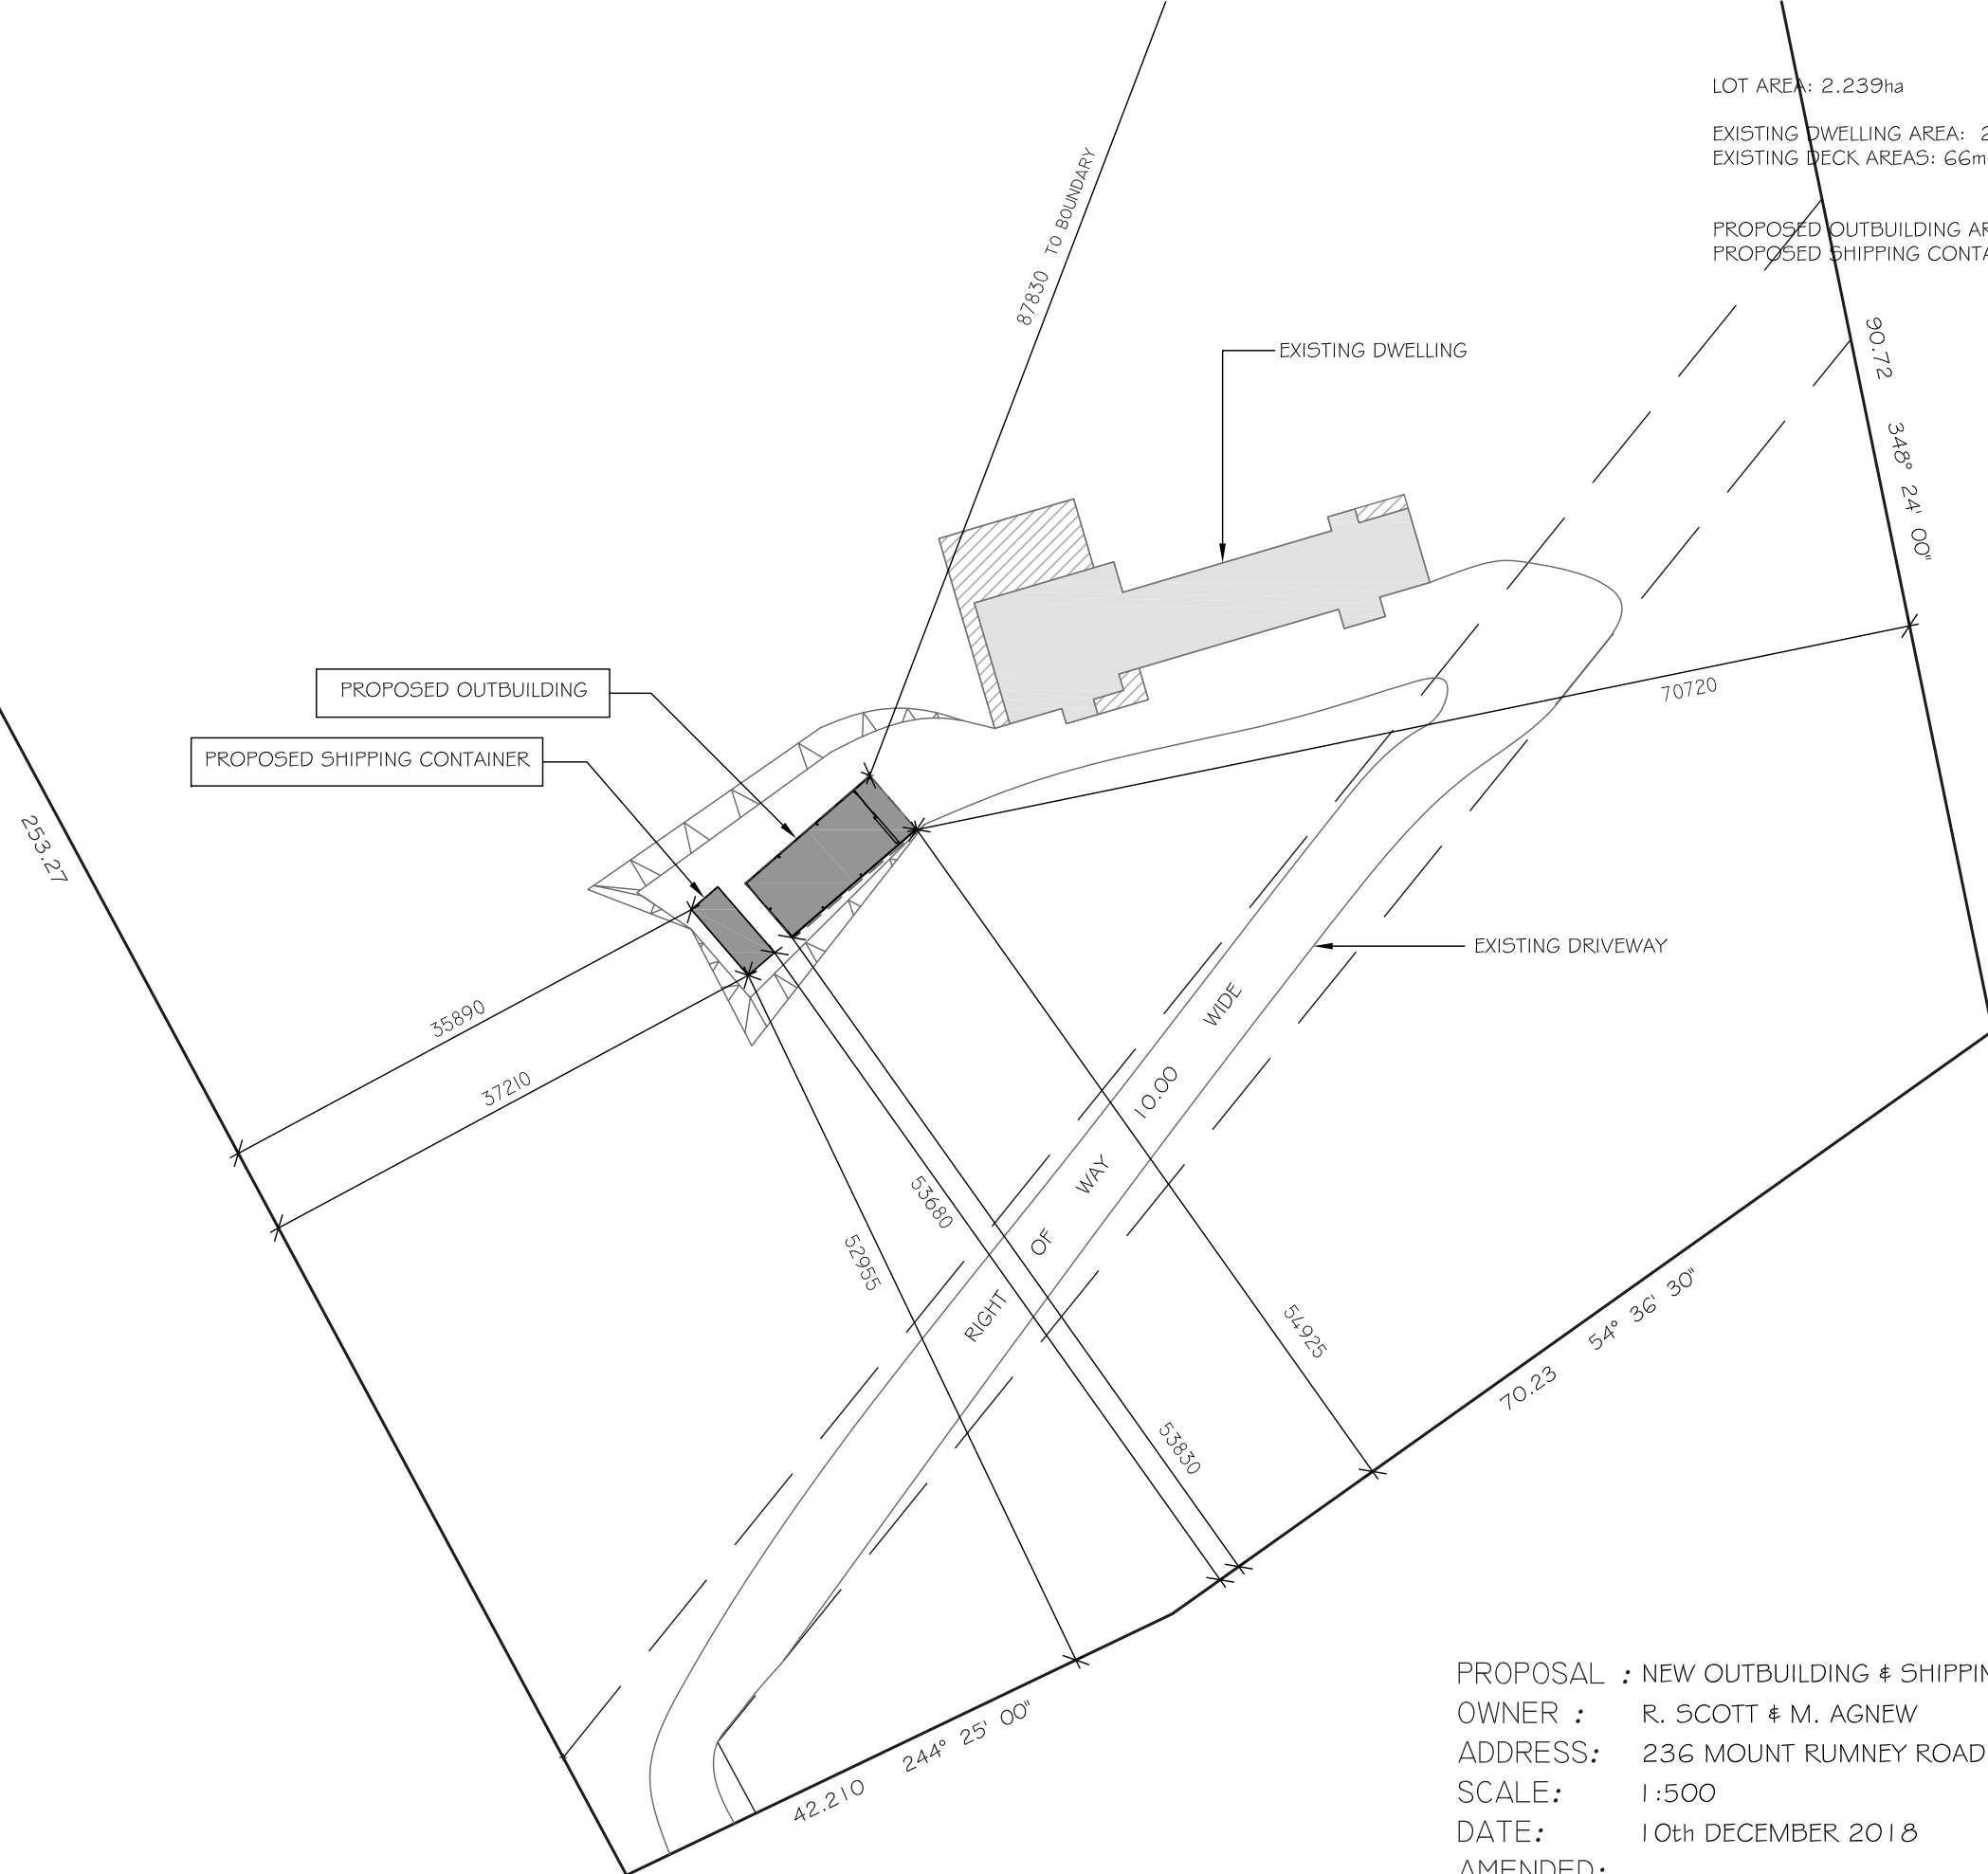 LOT AREA: 2.239ha
EXISTING DWELLING AREA: 2
EXISTING DECK AREAS: 66m
PROPOSED OUTBUILDING AR
PROPOSED SHIPPING CONTA
87830 TO BOUNDARY
90.72 348° 24' 00"
EXISTING DWELLING
70720
PROPOSED OUTBUILDING
PROPOSED SHIPPING CONTAINER
253.27
EXISTING DRIVEWAY
35890
37210
RIGHT OF WAY 10.00 WIDE
53680
52955
54925
53830
70.23 54° 36' 30"
42.210 244° 25' 00"
PROPOSAL : NEW OUTBUILDING & SHIPPIN
OWNER : R. SCOTT & M. AGNEW
ADDRESS: 236 MOUNT RUMNEY ROAD
SCALE: 1:500
DATE: 10th DECEMBER 2018
AMENDED: